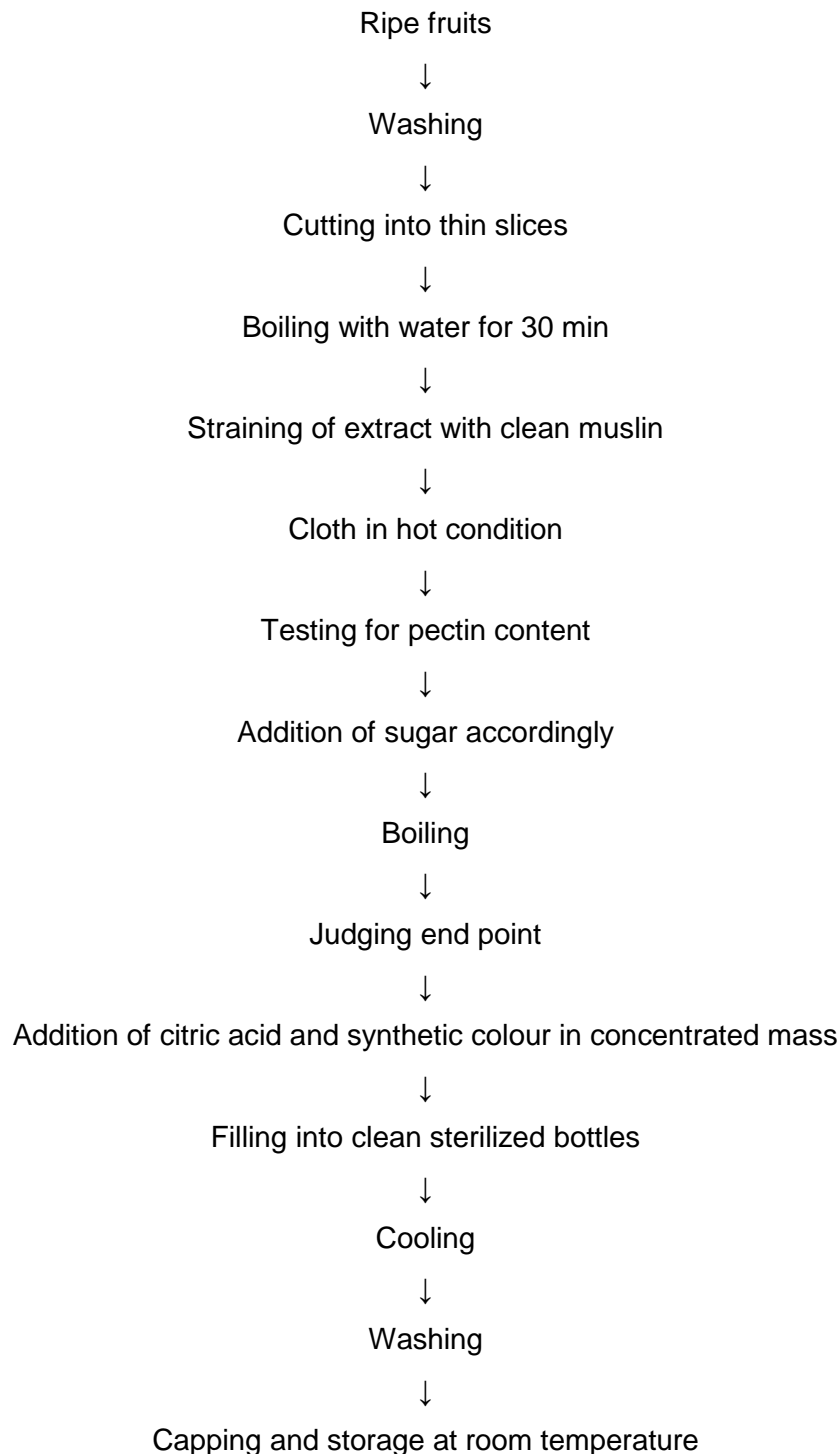 Ripe fruits
↓
Washing
↓
Cutting into thin slices
↓
Boiling with water for 30 min
↓
Straining of extract with clean muslin
↓
Cloth in hot condition
↓
Testing for pectin content
↓
Addition of sugar accordingly
↓
Boiling
↓
Judging end point
↓
Addition of citric acid and synthetic colour in concentrated mass
↓
Filling into clean sterilized bottles
↓
Cooling
↓
Washing
↓
Capping and storage at room temperature